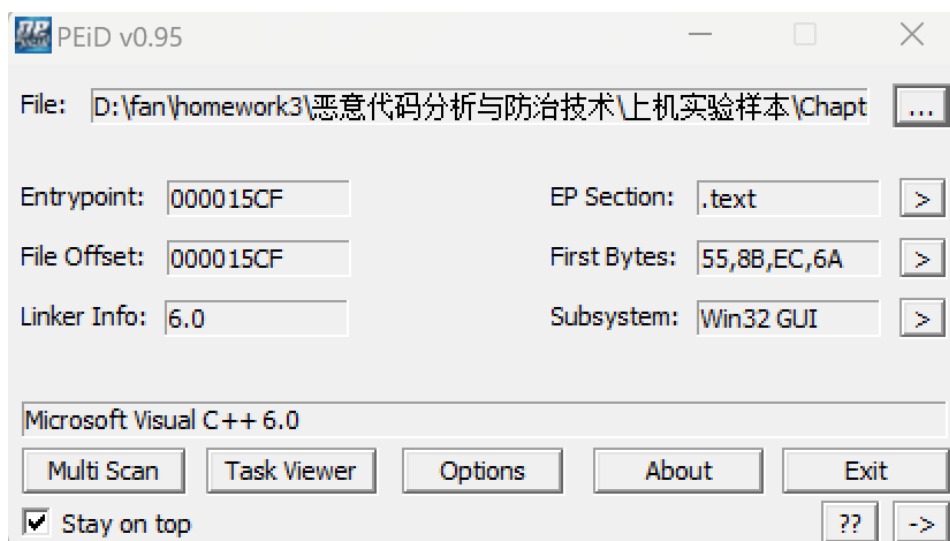 PEiD v0.95
File: D:\fan\homework3\恶意代码分析与防治技术\上机实验样本\Chapt ...
Entrypoint: 000015CF EP Section: .text >
File Offset: 000015CF First Bytes: 55,8B,EC,6A >
Linker Info: 6.0 Subsystem: Win32 GUI >
Microsoft Visual C++ 6.0
Multi Scan Task Viewer Options About Exit
Stay on top ?? ->